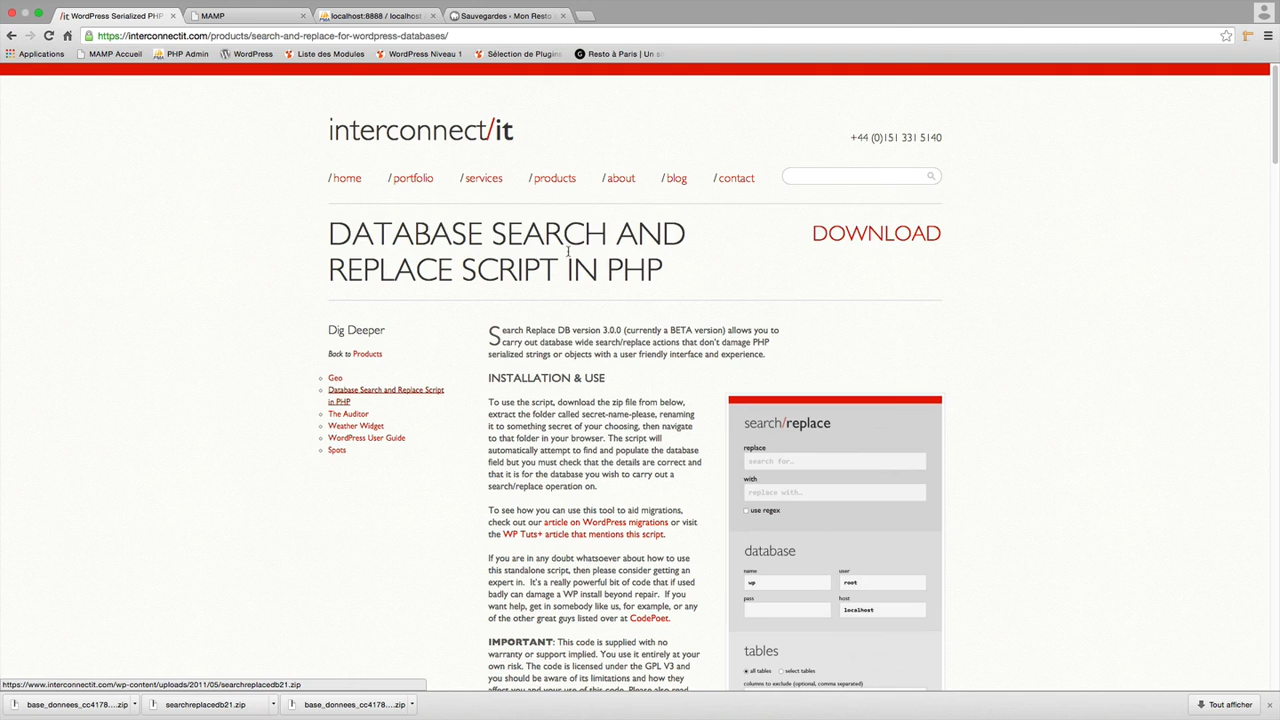 /it WordPress Serialized PHP
MAMP
localhost:8888 / localhost
Sauvegardes • Mon Resto
https://interconnectit.com/products/search-and-replace-for-wordpress-databases/
Applications
MAMP Accueil
PHP Admin
WordPress
Liste des Modules
WordPress Niveau 1
Sélection de Plugins
Resto à Paris | Un
interconnect/it
+44 (0)151 331 5140
/home /portfolio /services /products /about /blog /contact
DATABASE SEARCH AND
REPLACE SCRIPT IN PHP
DOWNLOAD
Dig Deeper
Back to Products
Geo
Database Search and Replace Script
in PHP
The Auditor
Weather Widget
WordPress User Guide
Spots
Search Replace DB version 3.0.0 (currently a BETA version) allows you to
carry out database wide search/replace actions that don't damage PHP
serialized strings or objects with a user friendly interface and experience.
INSTALLATION & USE
To use the script, download the zip file from below,
extract the folder called secret-name-please, renaming
it to something secret of your choosing, then navigate
to that folder in your browser. The script will
automatically attempt to find and populate the database
field but you must check that the details are correct and
that it is for the database you wish to carry out a
search/replace operation on.
To see how you can use this tool to aid migrations,
check out our article on WordPress migrations or visit
the WP Tuts+ article that mentions this script.
If you are in any doubt whatsoever about how to use
this standalone script, then please consider getting an
expert in. It's a really powerful bit of code that if used
badly can damage a WP install beyond repair. If you
want help, get in somebody like us, for example, or any
of the other great guys listed over at CodePoet.
IMPORTANT: This code is supplied with no
warranty or support implied. You use it entirely at your
own risk. The code is licensed under the GPL V3 and
you should be aware of its limitations and how they
affect you and your use of this code. Please also read
search/replace
replace
search for...
with
replace with...
use regex
database
name
user
wp
root
pass
host
localhost
tables
all tables
select tables
columns to exclude (optional, comma separated)
https://www.interconnectit.com/wp-content/uploads/2011/05/searchreplacedb21.zip
base_donnees_cc4178....zip
searchreplacedb21.zip
base_donnees_cc4178....zip
Tout afficher